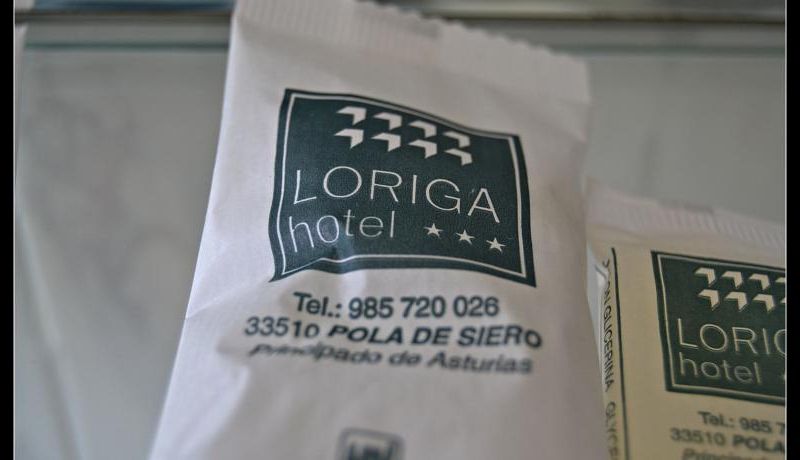 LORIGA
hotel ★★★
Tel.: 985 720 026
33510 POLA DE SIERO
principado de Asturias
GLICERINA
LORIG
hotel
Tel.: 985 7
33510 POLA